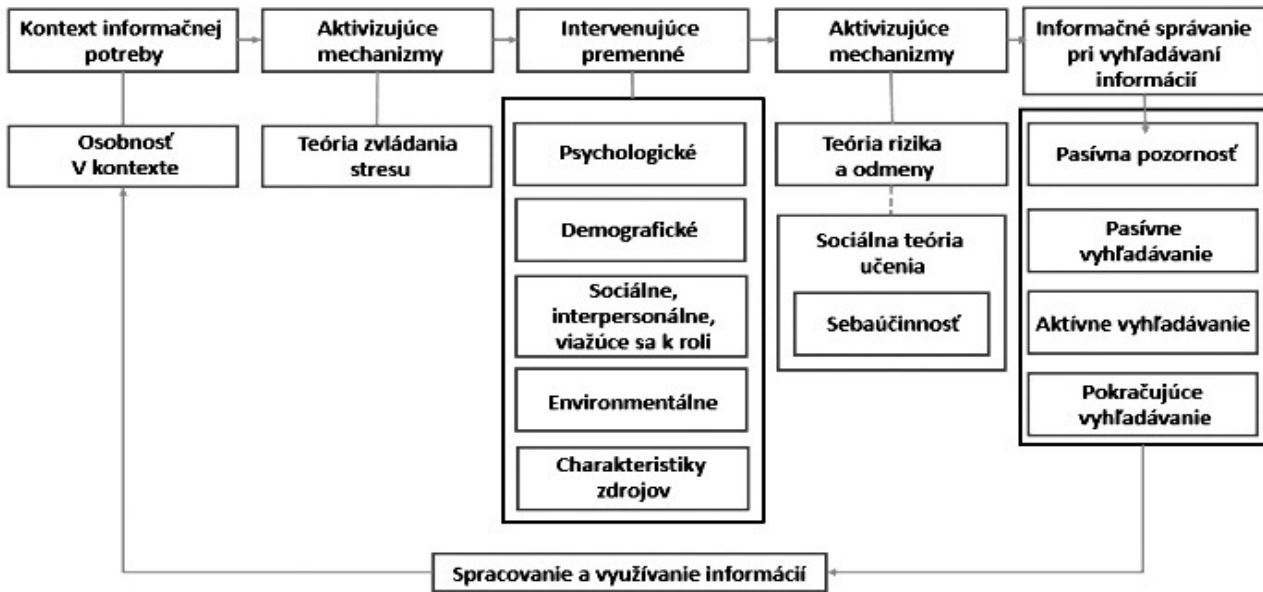 Kontext informačnej
potreby
Aktivizujúce
mechanizmy
Intervenujúce
premenné
Aktivizujúce
mechanizmy
Informačné správanie
pri vyhľadávaní
informácií
Osobnosť
V kontexte
Teória zvládania
stresu
Psychologické
Demografické
Sociálne,
interpersonálne,
viažúce sa k roli
Environmentálne
Charakteristiky
zdrojov
Teória rizika
a odmeny
Sociálna teória
učenia
Sebaúčinnosť
Pasívna pozornosť
Pasívne
vyhľadávanie
Aktívne vyhľadávanie
Pokračujúce
vyhľadávanie
Spracovanie a využívanie informácií